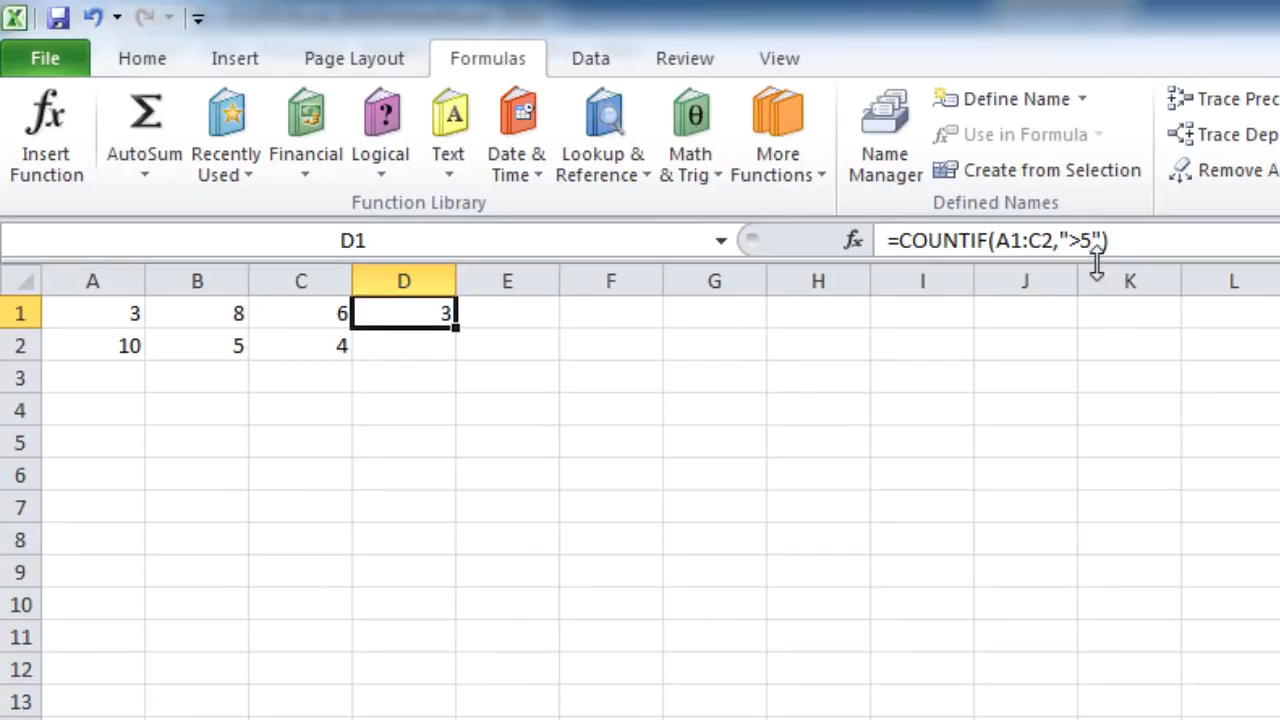 File Home Insert Page Layout Formulas Data Review View
fx Σ ? A θ
Insert Function AutoSum Recently Used Financial Logical Text Date & Time Lookup & Reference Math & Trig More Functions Name Manager
Define Name
Use in Formula
Create from Selection
Trace Prec
Trace Dep
Remove A
Function Library Defined Names
D1 fx =COUNTIF(A1:C2,">5")
A B C D E F G H I J K L
1 3 8 6 3
2 10 5 4
3
4
5
6
7
8
9
10
11
12
13